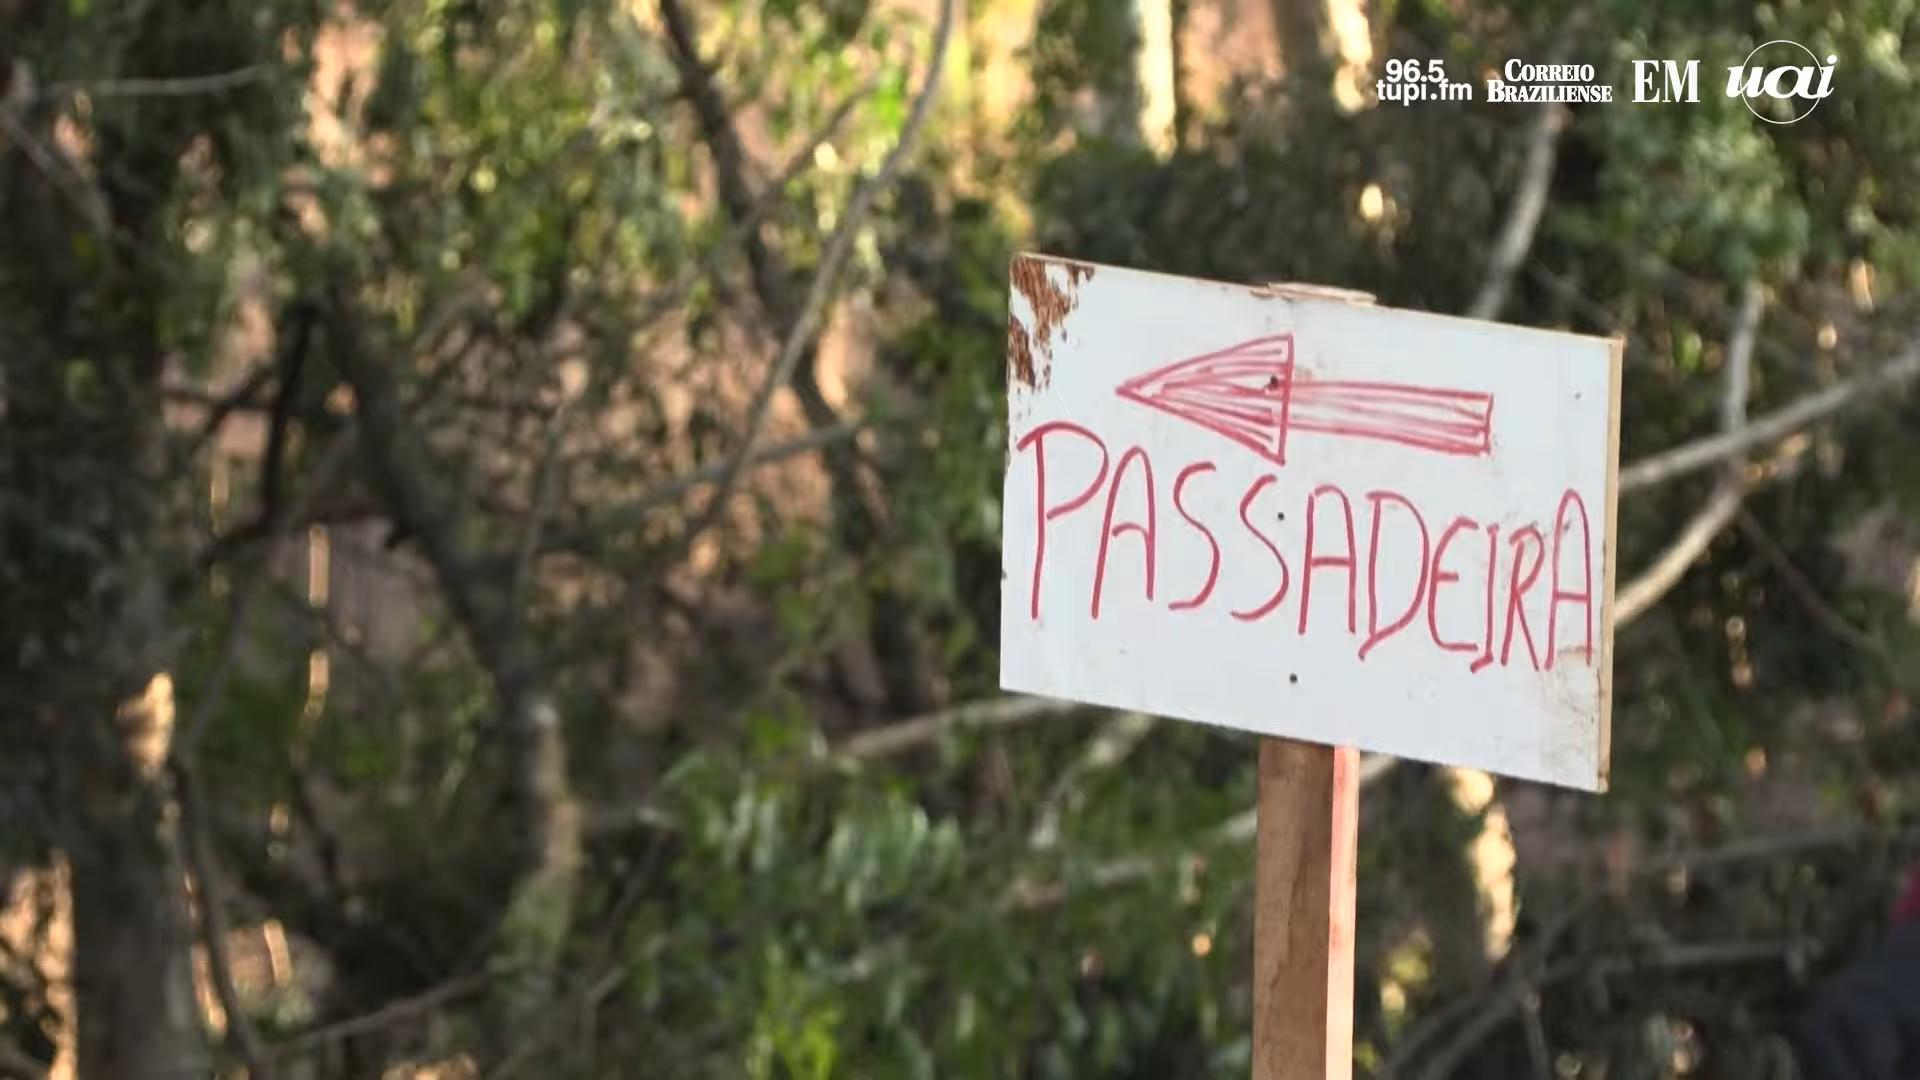 96.5
tupi.fm
CORREIO
BRAZILIENSE
EM
uai
PASSADEIRA